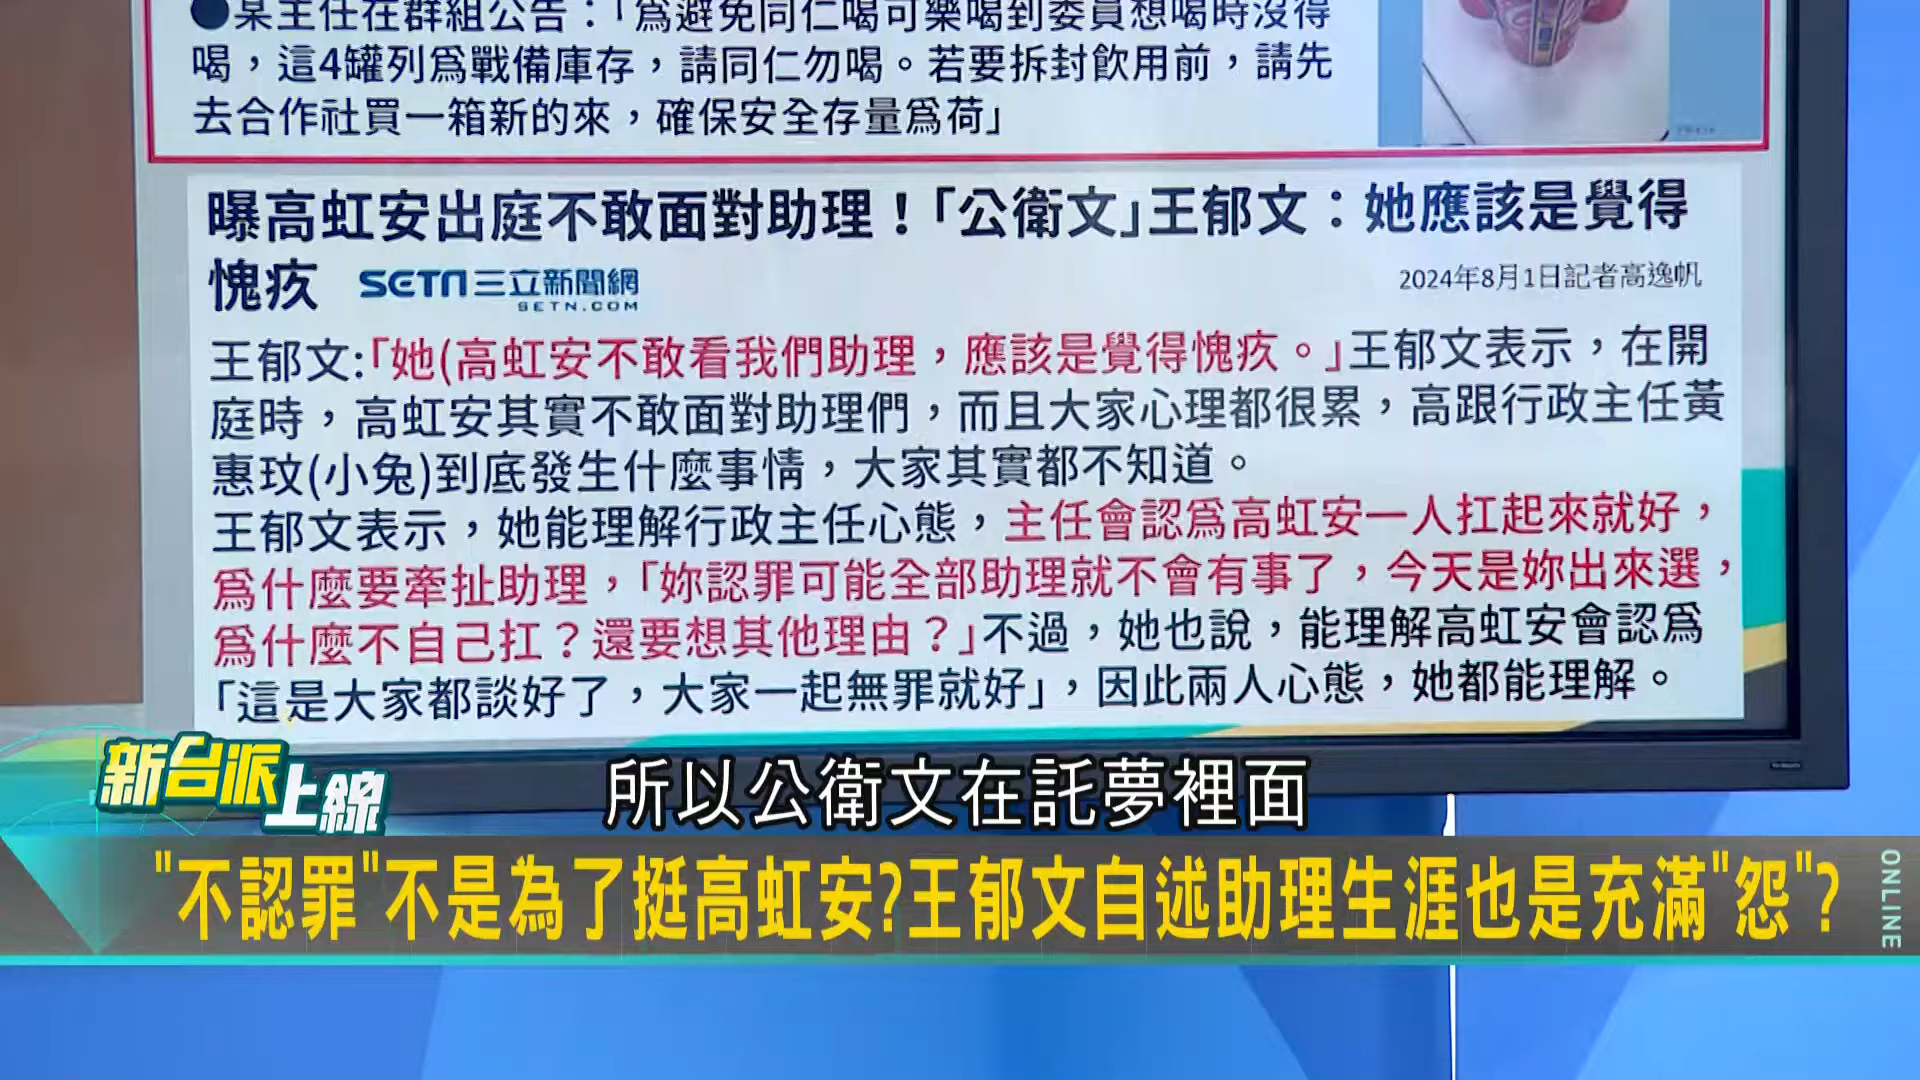 ●某主任在群組公告：「為避免同仁喝可樂喝到委員想喝時沒得
喝，這4罐列為戰備庫存，請同仁勿喝。若要拆封飲用前，請先
去合作社買一箱新的來，確保安全存量為荷」
曝高虹安出庭不敢面對助理！「公衛文」王郁文：她應該是覺得
愧疚
SETN三立新聞網
SETN.COM
2024年8月1日記者高逸帆
王郁文:「她(高虹安不敢看我們助理，應該是覺得愧疚。」王郁文表示，在開
庭時，高虹安其實不敢面對助理們，而且大家心理都很累，高跟行政主任黃
惠玟(小兔)到底發生什麼事情，大家其實都不知道。
王郁文表示，她能理解行政主任心態，主任會認為高虹安一人扛起來就好，
為什麼要牽扯助理，「妳認罪可能全部助理就不會有事了，今天是妳出來選，
為什麼不自己扛？還要想其他理由？」不過，她也說，能理解高虹安會認為
「這是大家都談好了，大家一起無罪就好」，因此兩人心態，她都能理解。
新台派
上線
所以公衛文在託夢裡面
"不認罪"不是為了挺高虹安?王郁文自述助理生涯也是充滿"怨"?
ONLINE